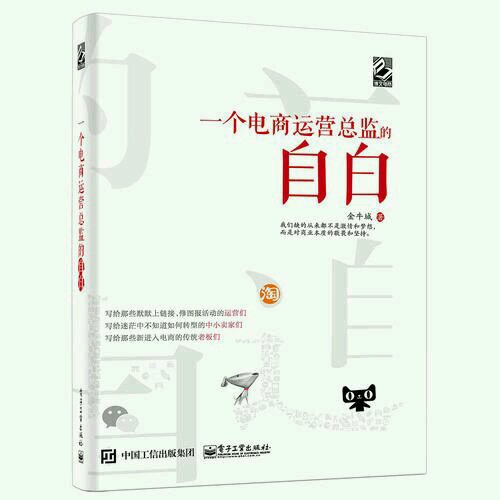 博文视点
一个电商运营总监的
自白
金牛城 著
我们缺的从来都不是激情和梦想,
而是对商业本质的敬畏和坚持。
淘
写给那些默默上链接,修图报活动的运营们
写给迷茫中不知道如何转型的中小卖家们
写给那些新进入电商的传统老板们
中国工信出版集团
电子工业出版社
一个电商运营总监的自白